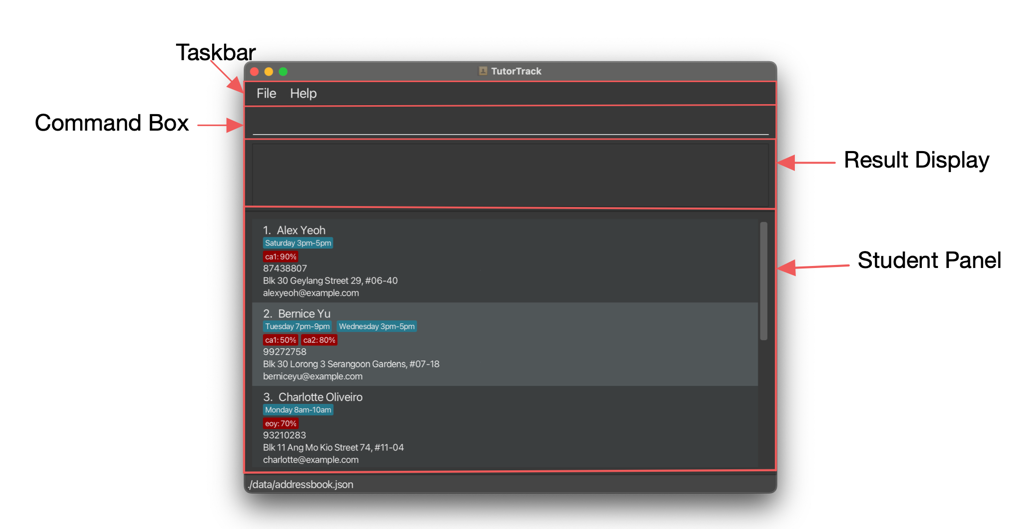 Taskbar
TutorTrack
File Help
Command Box
Result Display
1. Alex Yeoh
Saturday 3pm-5pm
ca1: 90%
87438807
Blk 30 Geylang Street 29, #06-40
alexyeoh@example.com
Student Panel
2. Bernice Yu
Tuesday 7pm-9pm Wednesday 3pm-5pm
ca1: 50% ca2: 80%
99272758
Blk 30 Lorong 3 Serangoon Gardens, #07-18
berniceyu@example.com
3. Charlotte Oliveiro
Monday 8am-10am
eoy: 70%
93210283
Blk 11 Ang Mo Kio Street 74, #11-04
charlotte@example.com
./data/addressbook.json